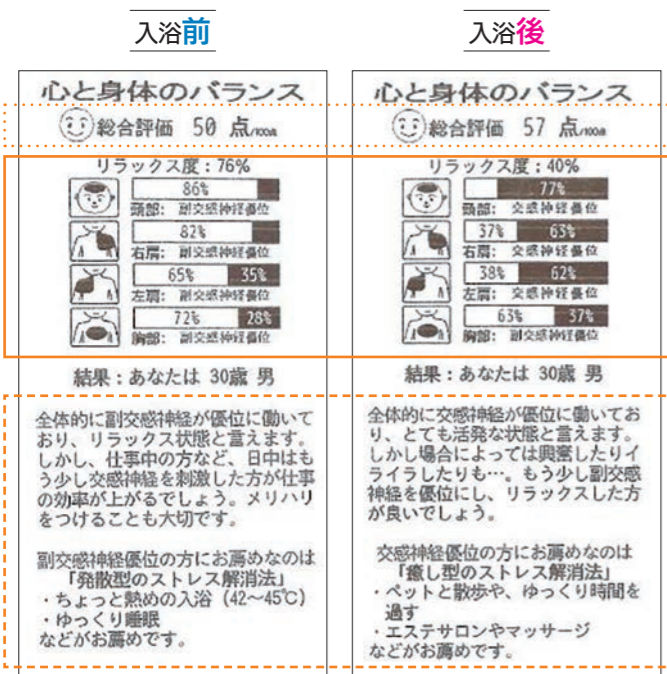 入浴前
心と身体のバランス
総合評価 50 点/100点
リラックス度：76%
86%
頭部： 副交感神経優位
82%
右肩： 副交感神経優位
65% 35%
左肩： 副交感神経優位
72% 28%
胸部： 副交感神経優位
結果：あなたは 30歳 男
全体的に副交感神経が優位に働いて
おり、リラックス状態と言えます。
しかし、仕事中の方など、日中はも
う少し交感神経を刺激した方が仕事
の効率が上がるでしょう。メリハリ
をつけることも大切です。
副交感神経優位の方にお薦めなのは
「発散型のストレス解消法」
・ちょっと熱めの入浴（42～45℃）
・ゆっくり睡眠
などがお薦めです。
入浴後
心と身体のバランス
総合評価 57 点/100点
リラックス度：40%
77%
頭部： 交感神経優位
37% 63%
右肩： 交感神経優位
38% 62%
左肩： 交感神経優位
63% 37%
胸部： 副交感神経優位
結果：あなたは 30歳 男
全体的に交感神経が優位に働いてお
り、とても活発な状態と言えます。
しかし場合によっては興奮したりイ
ライラしたりも…。もう少し副交感
神経を優位にし、リラックスした方
が良いでしょう。
交感神経優位の方にお薦めなのは
「癒し型のストレス解消法」
・ペットと散歩や、ゆっくり時間を
過す
・エステサロンやマッサージ
などがお薦めです。